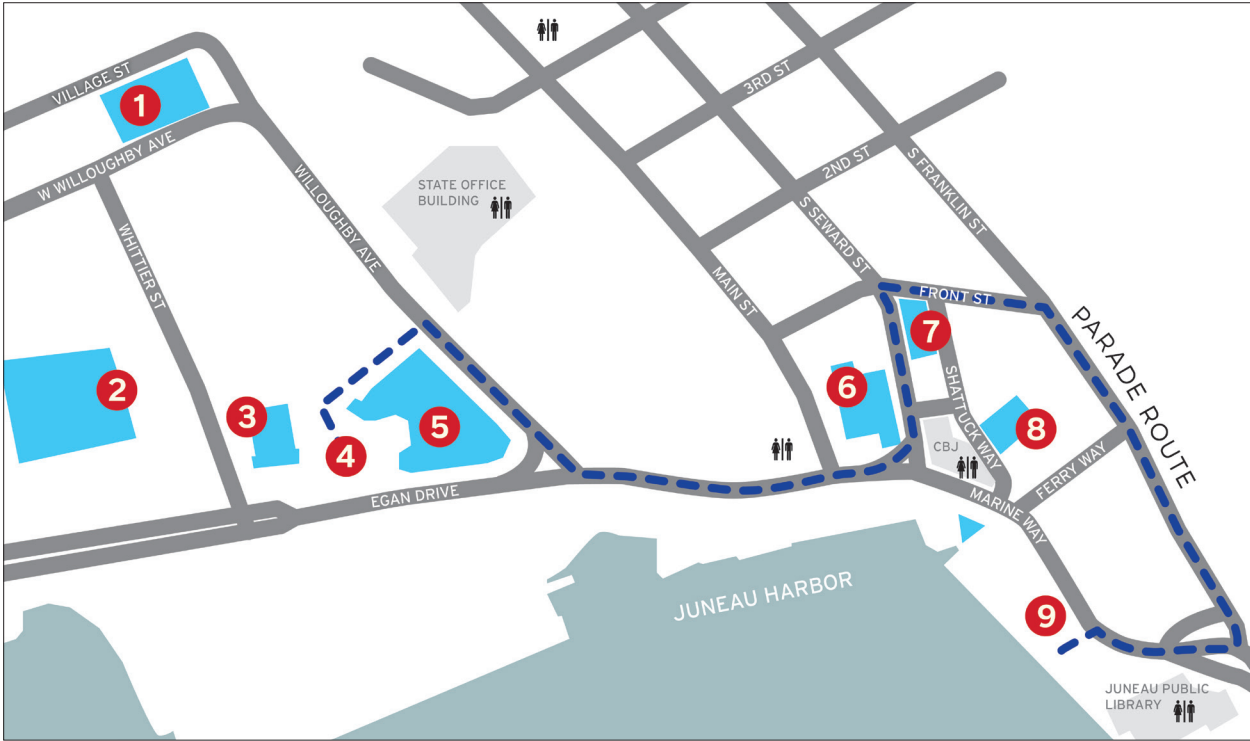 VILLAGE ST
1
W WILLOUGHBY AVE
WILLOUGHBY AVE
WHITTIER ST
STATE OFFICE
BUILDING
3RD ST
2ND ST
S FRANKLIN ST
S SEWARD ST
MAIN ST
FRONT ST
PARADE ROUTE
2
3
4
5
6
7
SHATTUCK WAY
8
CBJ
FERRY WAY
EGAN DRIVE
MARINE WAY
JUNEAU HARBOR
9
JUNEAU PUBLIC
LIBRARY